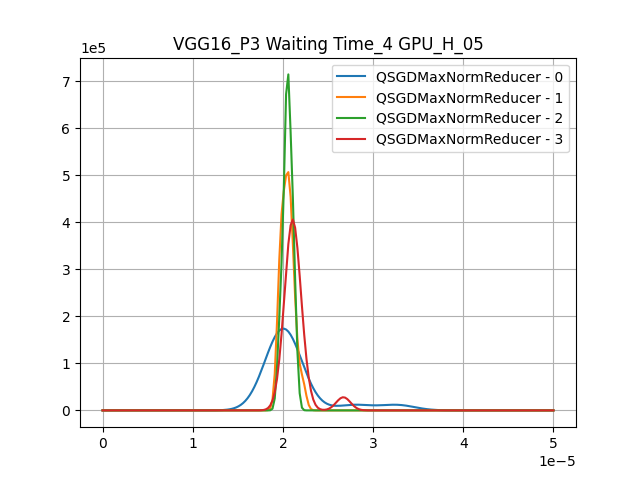 VGG16_P3 Waiting Time_4 GPU_H_05
1e5
QSGDMaxNormReducer - 0
QSGDMaxNormReducer - 1
QSGDMaxNormReducer - 2
QSGDMaxNormReducer - 3
7
6
5
4
3
2
1
0
0 1 2 3 4 5
1e−5